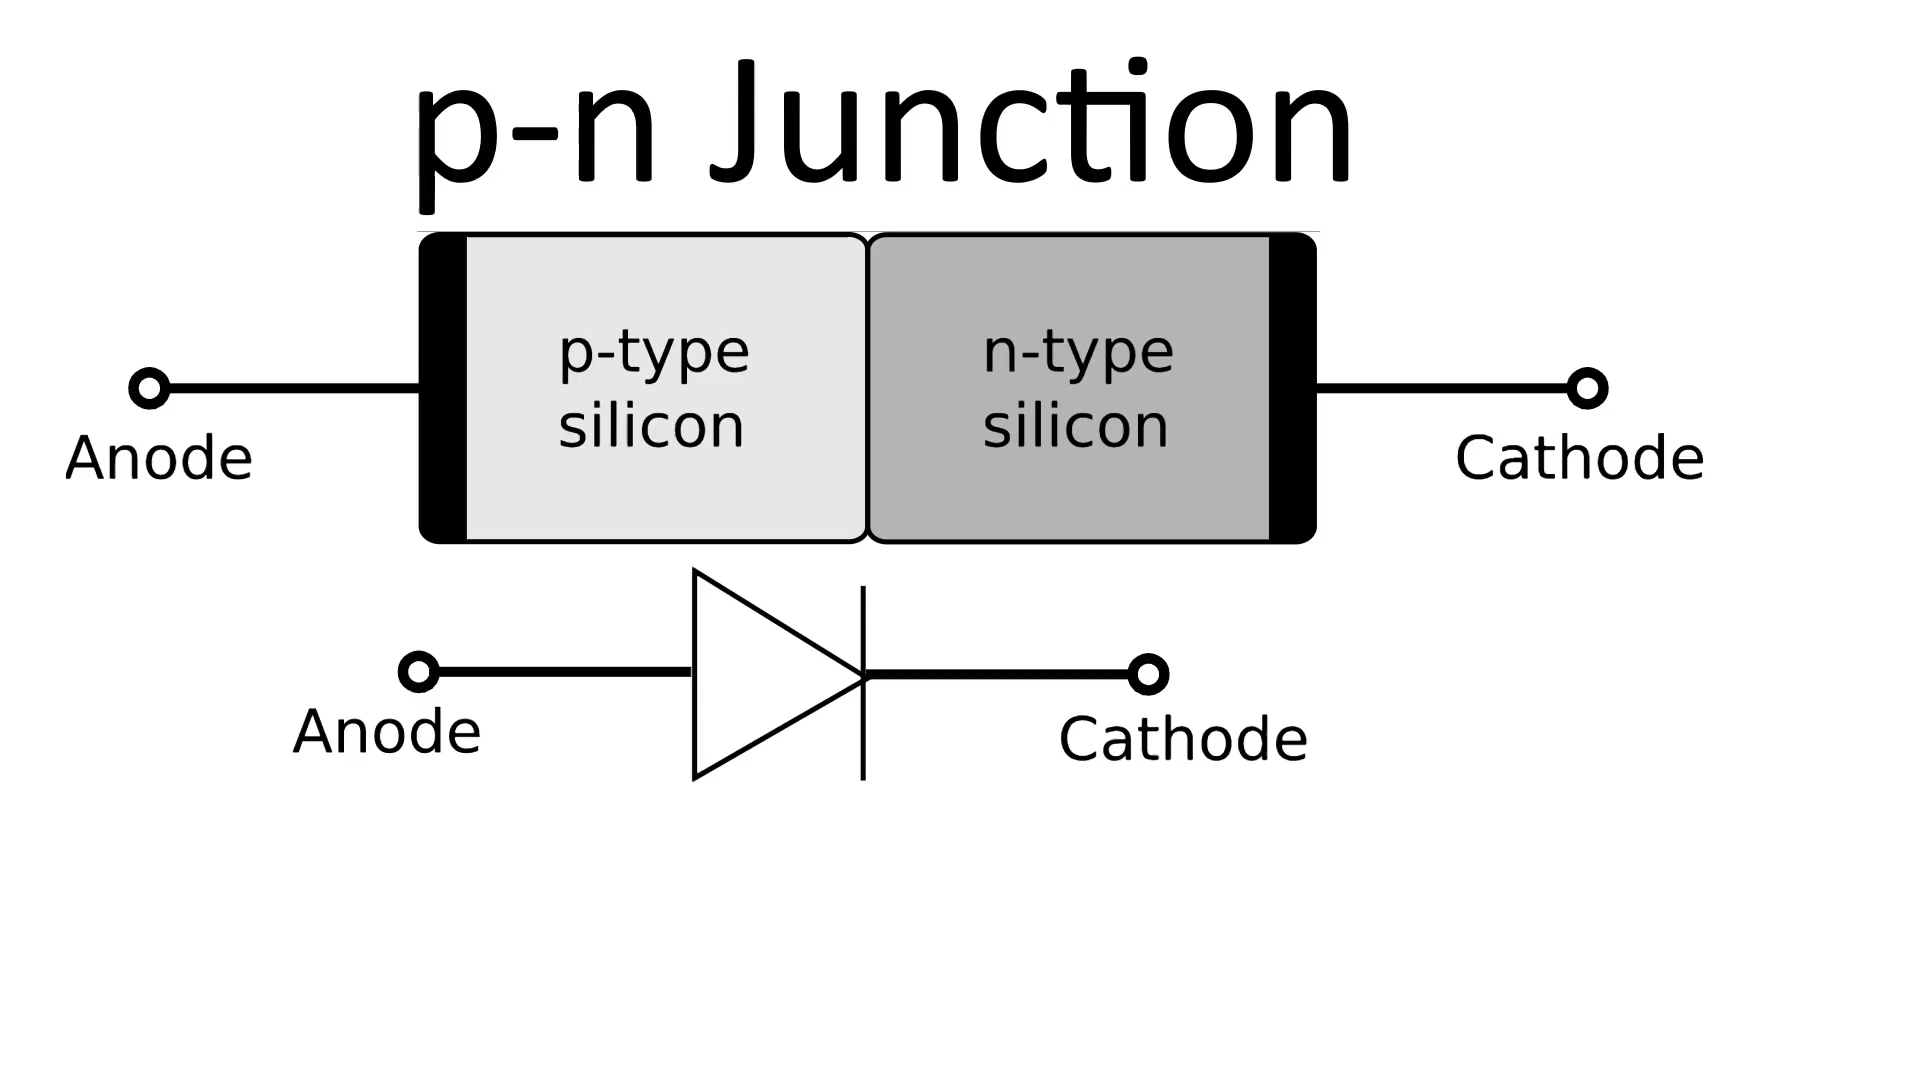 p-n Junction
p-type
silicon
n-type
silicon
Anode
Cathode
Anode
Cathode